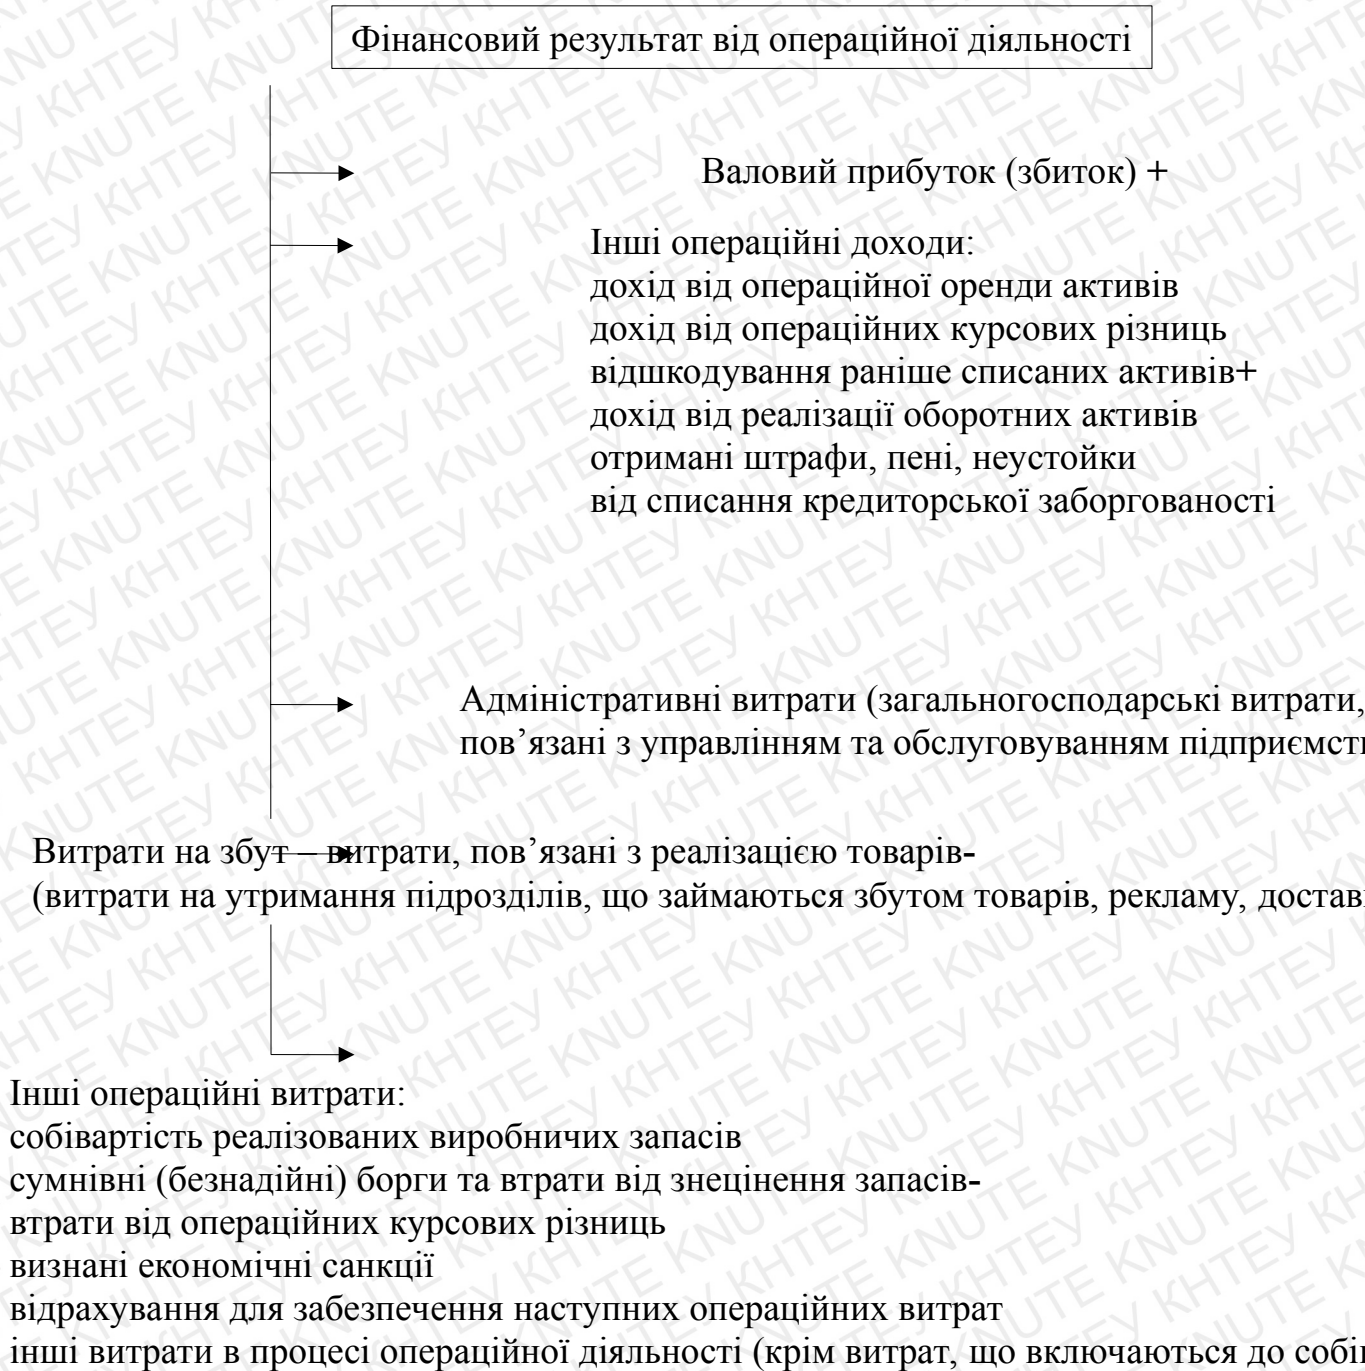 Фінансовий результат від операційної діяльності
Валовий прибуток (збиток) +
Інші операційні доходи:
дохід від операційної оренди активів
дохід від операційних курсових різниць
відшкодування раніше списаних активів+
дохід від реалізації оборотних активів
отримані штрафи, пені, неустойки
від списання кредиторської заборгованості
Адміністративні витрати (загальногосподарські витрати,
пов’язані з управлінням та обслуговуванням
Витрати на збут – витрати, пов’язані з реалізацією товарів-
(витрати на утримання підрозділів, що займаються збутом товарів, рекламу,
Інші операційні витрати:
собівартість реалізованих виробничих запасів
сумнівні (безнадійні) борги та втрати від знецінення запасів-
втрати від операційних курсових різниць
визнані економічні санкції
відрахування для забезпечення наступних операційних витрат
інші витрати в процесі операційної діяльності (крім витрат, що включаються до